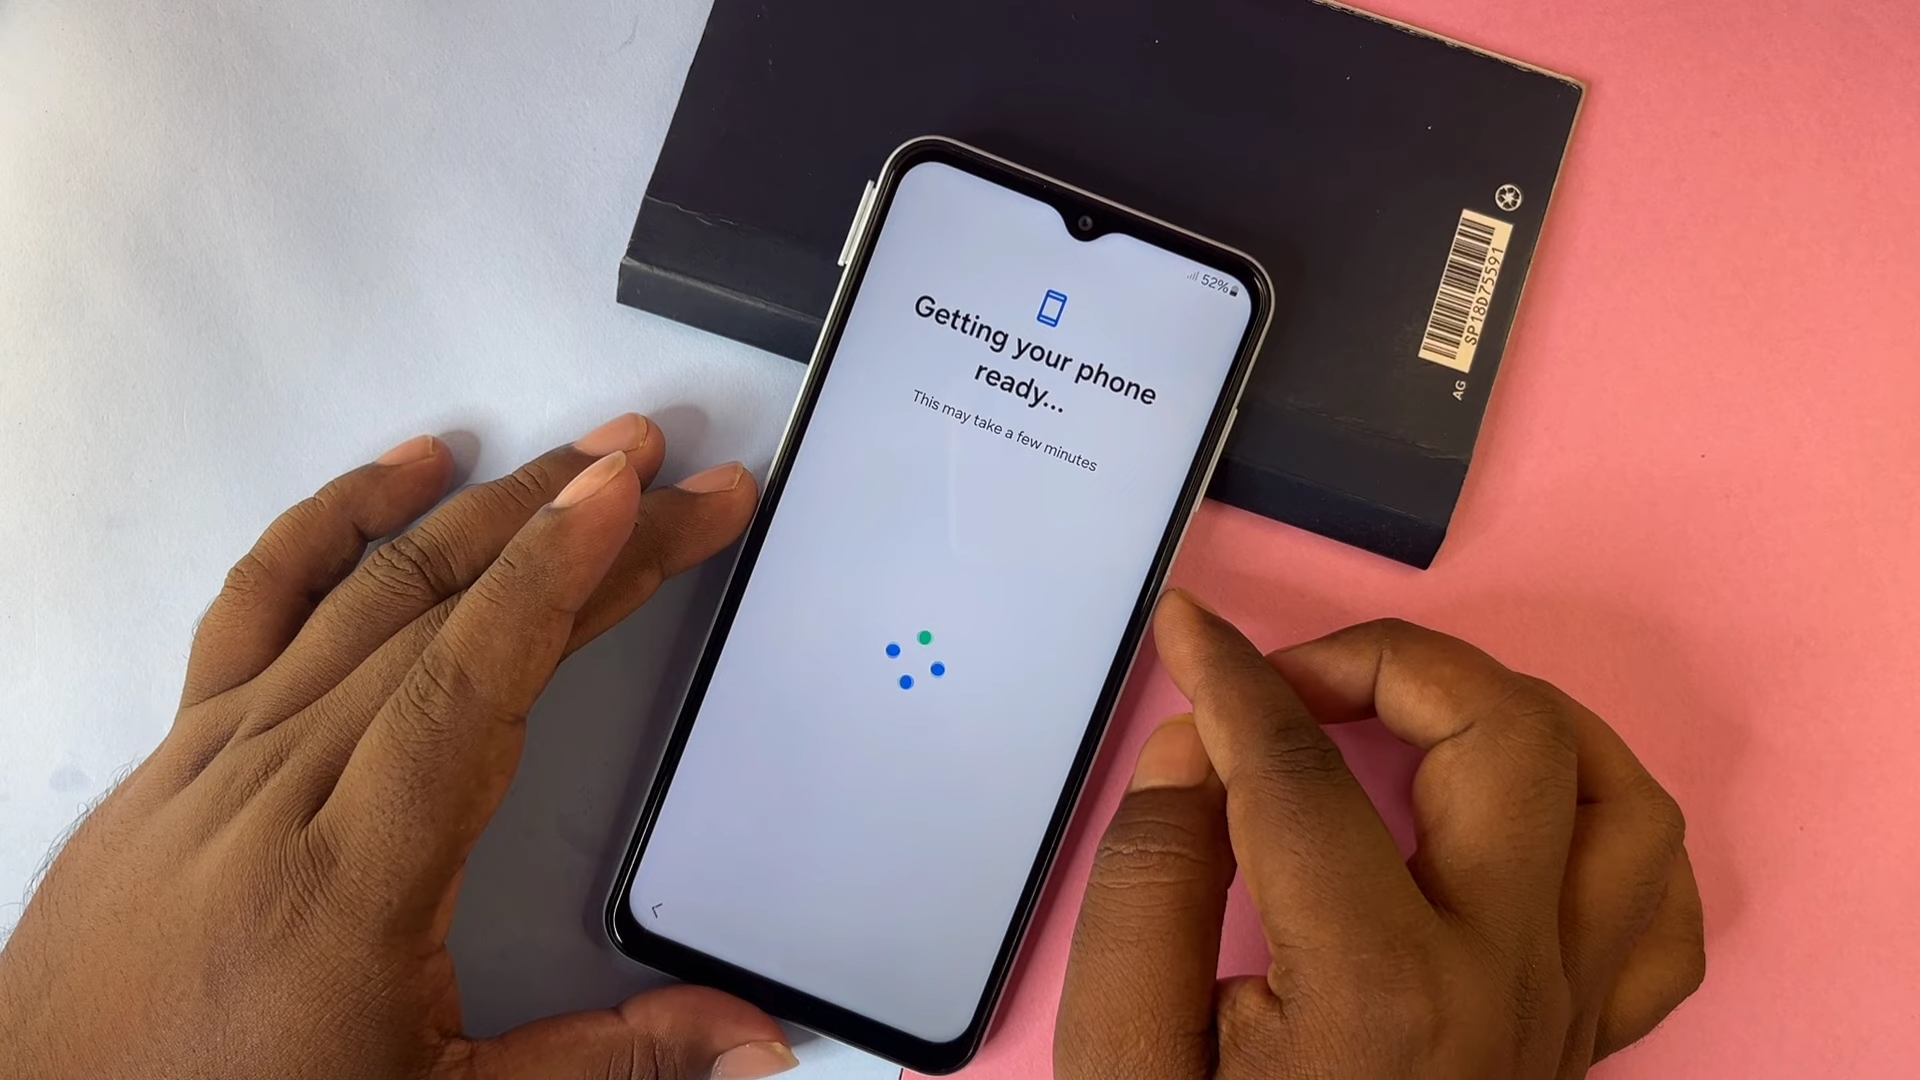 52%
Getting your phone
ready...
This may take a few minutes
SP18D75591
AG